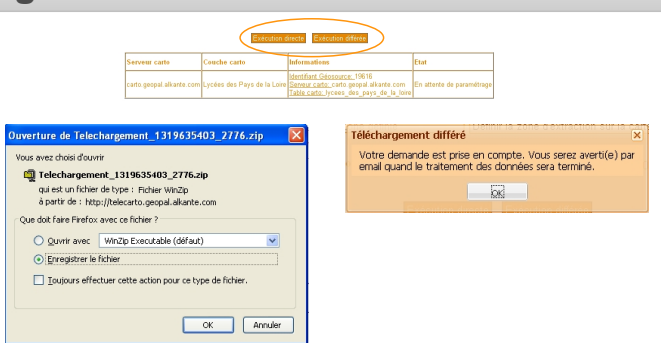 Exécution directe Exécution différée
Serveur carto Couche carto Informations Etat
carto.geopal.alkante.com Lycées des Pays de la Loire Identifiant Géosource: 19616
Serveur carto: carto.geopal.alkante.com
Table carto: lycees_des_pays_de_la_loire
En attente de paramétrage
Ouverture de Telechargement_1319635403_2776.zip
Vous avez choisi d'ouvrir
Telechargement_1319635403_2776.zip
qui est un fichier de type : Fichier WinZip
à partir de : http://telecarto.geopal.alkante.com
Que doit faire Firefox avec ce fichier ?
Ouvrir avec WinZip Executable (défaut)
Enregistrer le fichier
Toujours effectuer cette action pour ce type de fichier.
OK Annuler
Téléchargement différé
Votre demande est prise en compte. Vous serez averti(e) par
email quand le traitement des données sera terminé.
OK